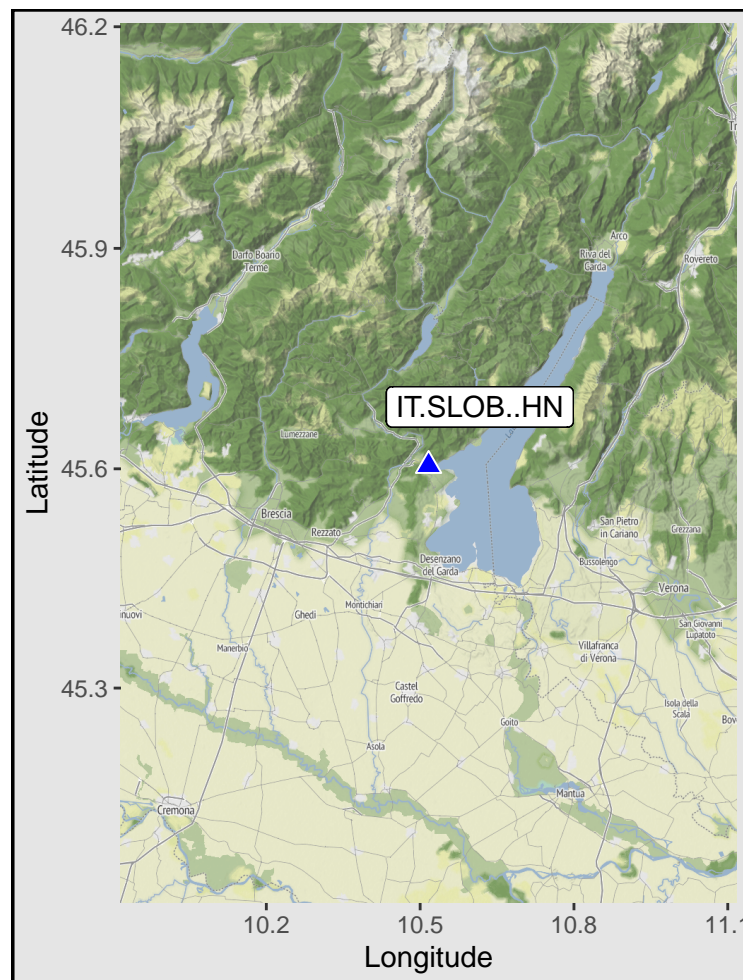 46.2
45.9
45.6
45.3
Latitude
Arco
Riva del
Garda
Rovereto
Darfo Boario
Terme
IT.SLOB..HN
Lumezzane
Brescia
Rezzato
San Pietro
in Cariano
Grezzana
Desenzano
del Garda
Bussolengo
Verona
Montichiari
Ghedi
San Giovanni
Lupatoto
Manerbio
Villafranca
di Verona
Castel
Goffredo
Isola della
Scala
Goito
Asola
Mantua
Cremona
10.2
10.5
10.8
11.1
Longitude